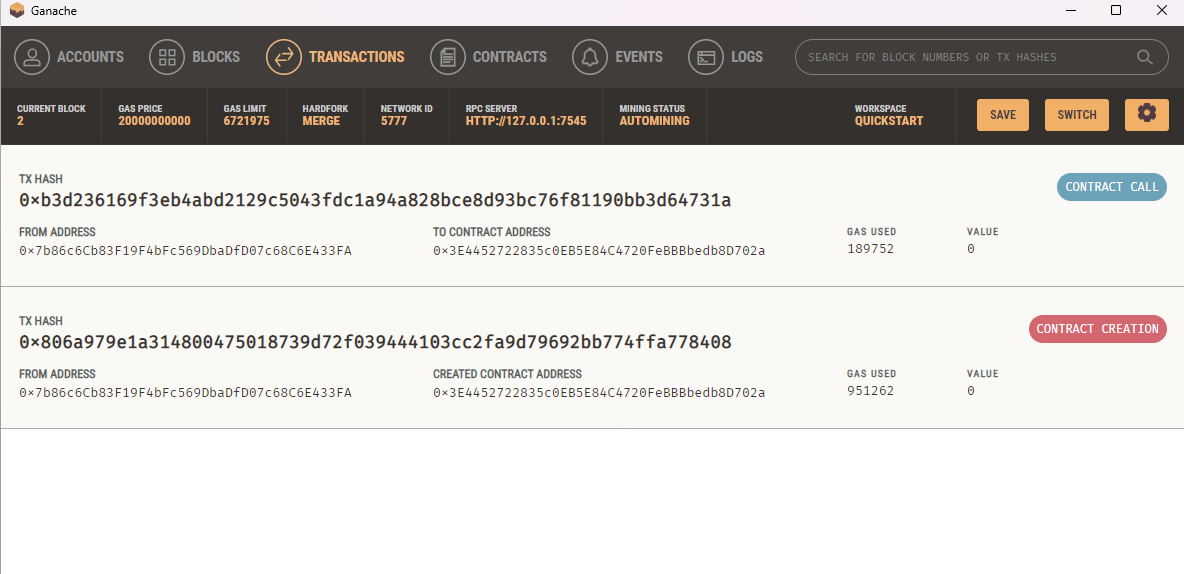 Ganache
ACCOUNTS BLOCKS TRANSACTIONS CONTRACTS EVENTS LOGS SEARCH FOR BLOCK NUMBERS OR TX HASHES
CURRENT BLOCK GAS PRICE GAS LIMIT HARDFORK NETWORK ID RPC SERVER MINING STATUS WORKSPACE
2 20000000000 6721975 MERGE 5777 HTTP://127.0.0.1:7545 AUTOMINING QUICKSTART SAVE SWITCH
TX HASH
0×b3d236169f3eb4abd2129c5043fdc1a94a828bce8d93bc76f81190bb3d64731a CONTRACT CALL
FROM ADDRESS TO CONTRACT ADDRESS GAS USED VALUE
0×7b86c6Cb83F19F4bFc569DbaDfD07c68C6E433FA 0×3E4452722835c0EB5E84C4720FeBBBbedb8D702a 189752 0
TX HASH
0×806a979e1a314800475018739d72f039444103cc2fa9d79692bb774ffa778408 CONTRACT CREATION
FROM ADDRESS CREATED CONTRACT ADDRESS GAS USED VALUE
0×7b86c6Cb83F19F4bFc569DbaDfD07c68C6E433FA 0×3E4452722835c0EB5E84C4720FeBBBbedb8D702a 951262 0